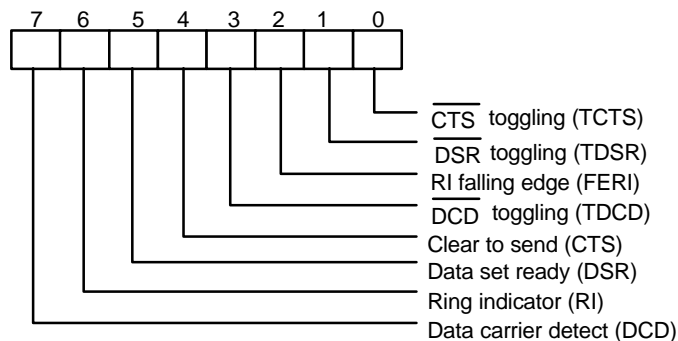 7 6 5 4 3 2 1 0
CTS toggling (TCTS)
DSR toggling (TDSR)
RI falling edge (FERI)
DCD toggling (TDCD)
Clear to send (CTS)
Data set ready (DSR)
Ring indicator (RI)
Data carrier detect (DCD)